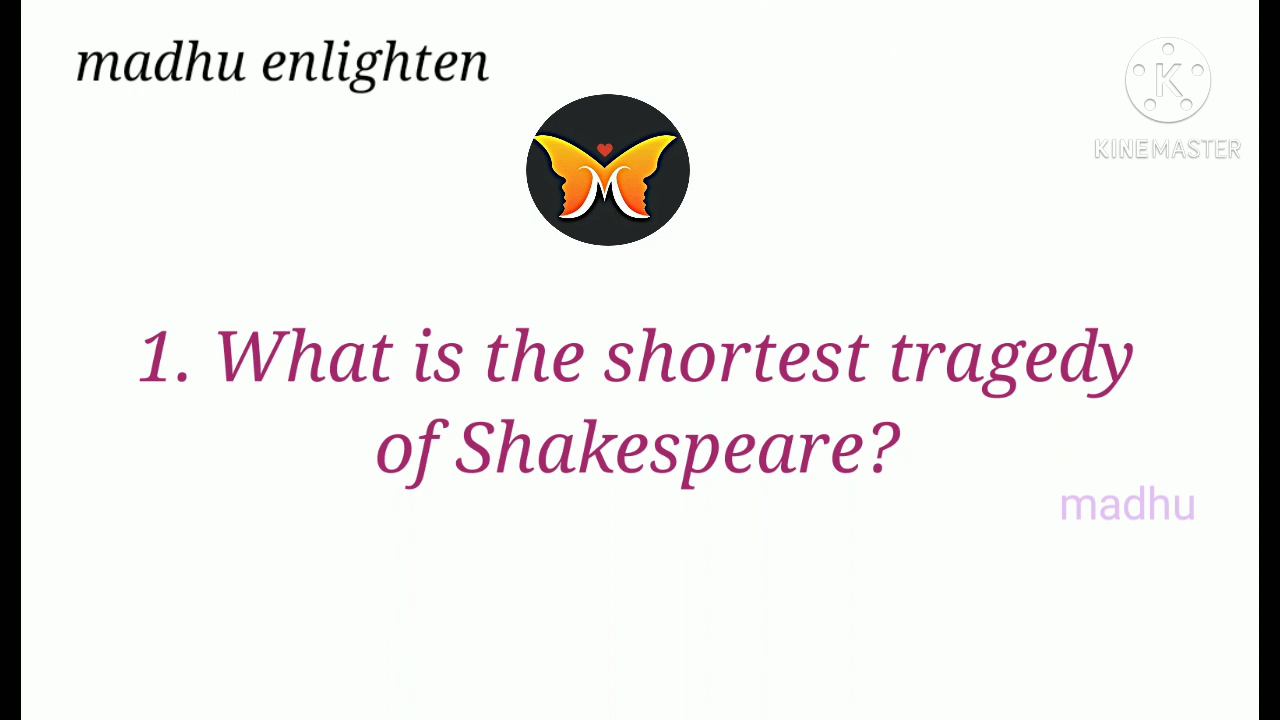 madhu enlighten
K
KINEMASTER
M
1. What is the shortest tragedy
of Shakespeare?
madhu